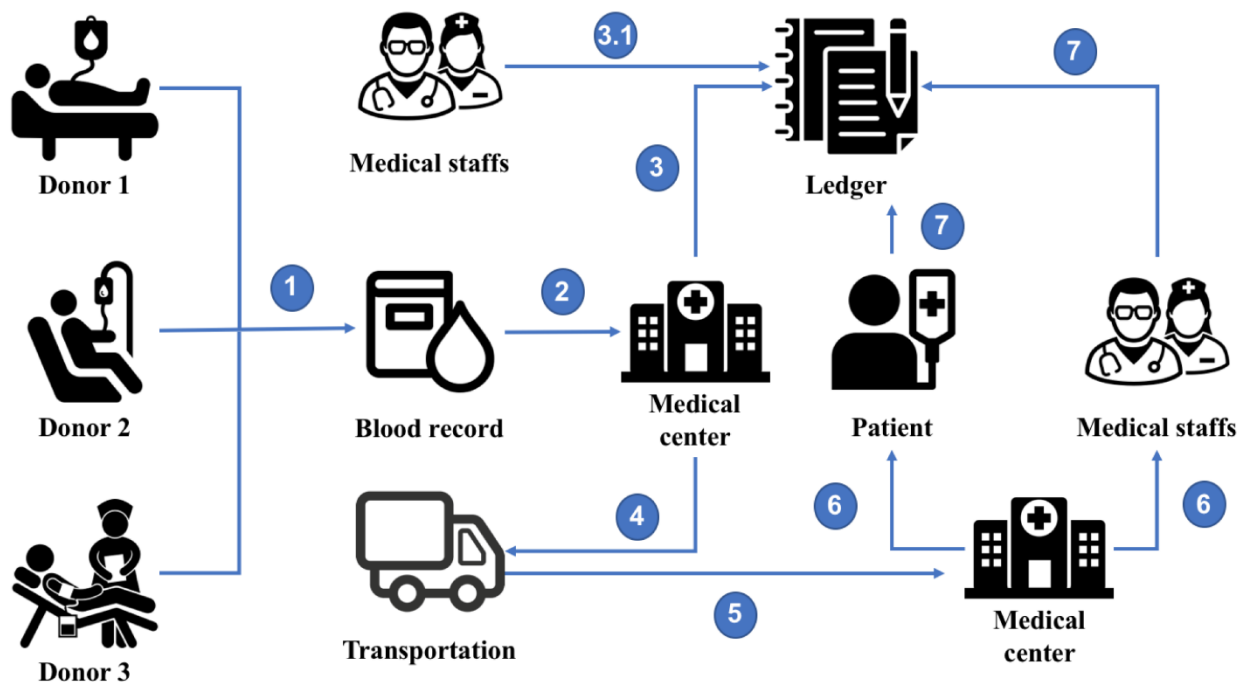 3.1
7
Medical staffs
3
Donor 1
Ledger
7
1
2
Donor 2
Blood record
Medical
center
Patient
Medical staffs
4
6
6
5
Transportation
Medical
center
Donor 3